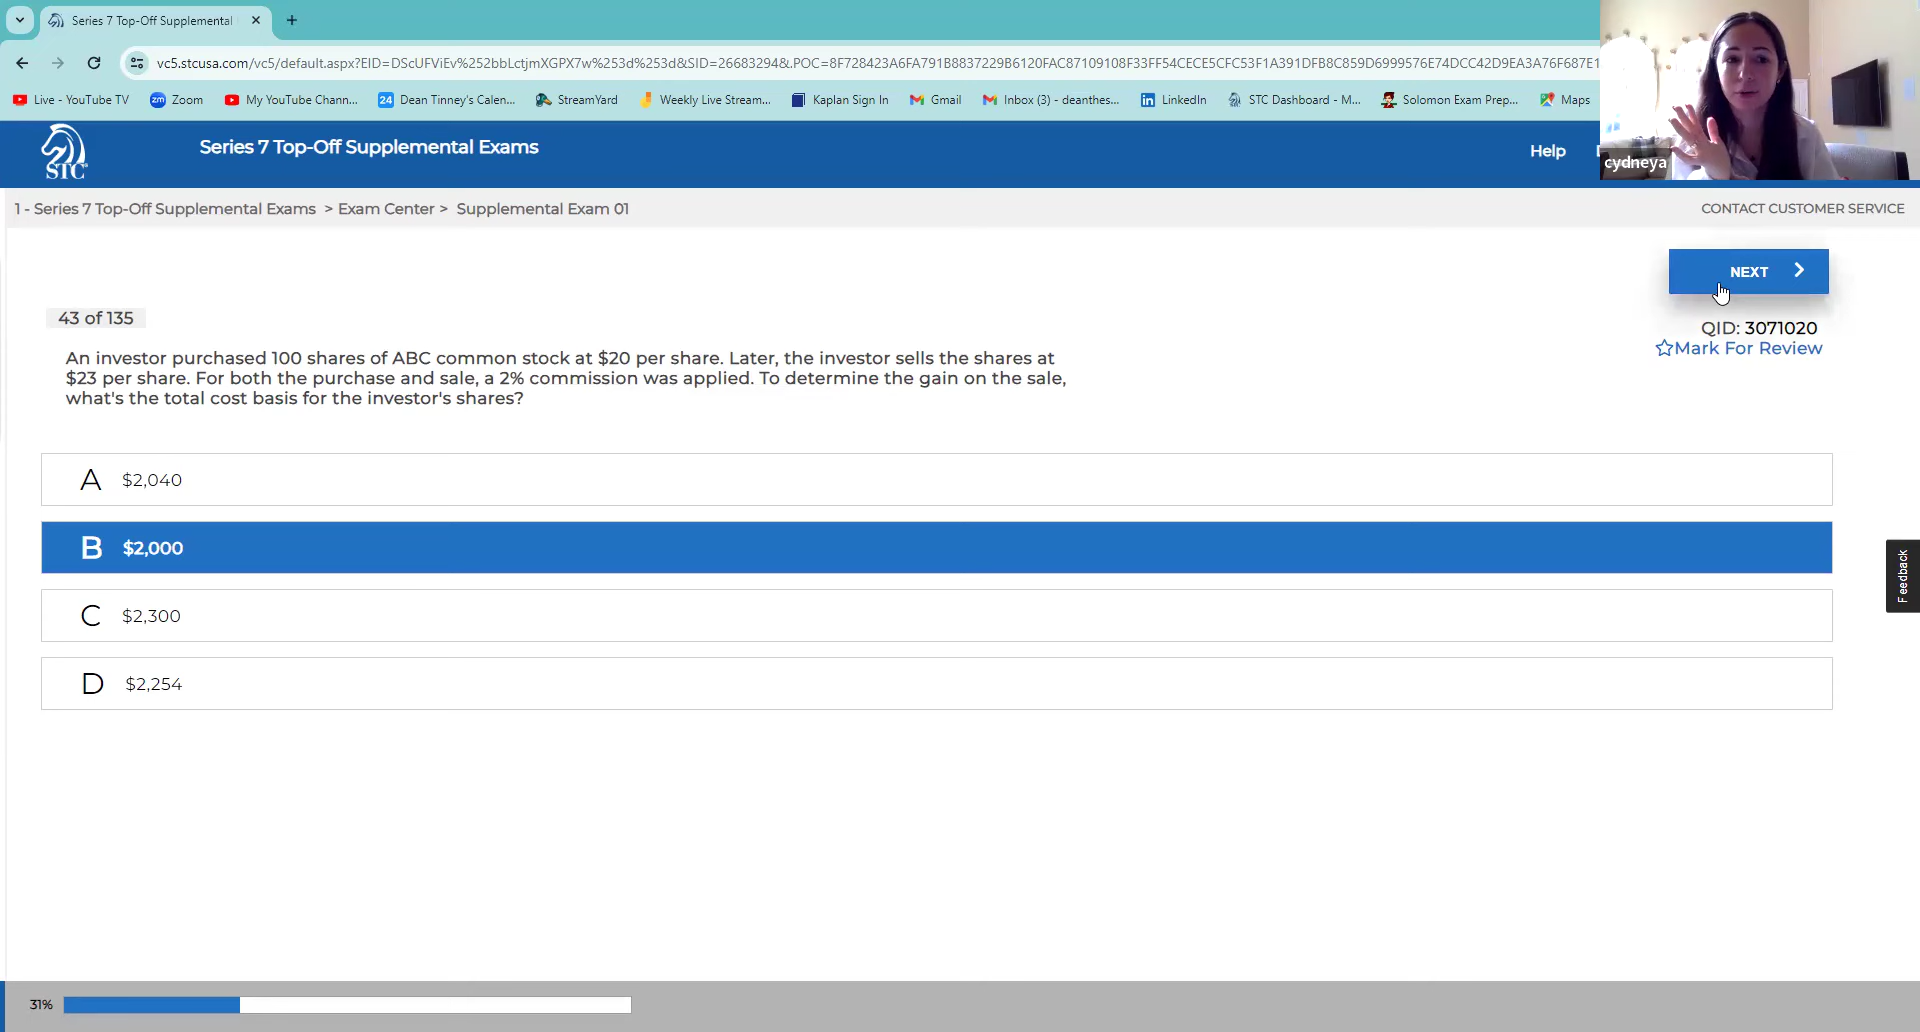 Series 7 Top-Off Supplemental
vc5.stcusa.com/vc5/default.aspx?EID=DScUFViEv%252bbLctjmXGPX7w%253d%253d&SID=26683294&.POC=8F728423A6FA791B8837229B6120FAC87109108F33FF54CECE5CFC53F1A391DFB8C859D6999576E74DCC42D9EA3A76F687E1
Live - YouTube TV
zm Zoom
My YouTube Chann...
24 Dean Tinney's Calen...
StreamYard
Weekly Live Stream...
Kaplan Sign In
Gmail
Inbox (3) - deanthes...
LinkedIn
STC Dashboard - M...
Solomon Exam Prep...
Maps
cydneya
STC
Series 7 Top-Off Supplemental Exams
Help
1 - Series 7 Top-Off Supplemental Exams > Exam Center > Supplemental Exam 01
CONTACT CUSTOMER SERVICE
NEXT
43 of 135
QID: 3071020
Mark For Review
An investor purchased 100 shares of ABC common stock at $20 per share. Later, the investor sells the shares at
$23 per share. For both the purchase and sale, a 2% commission was applied. To determine the gain on the sale,
what's the total cost basis for the investor's shares?
A $2,040
B $2,000
C $2,300
D $2,254
Feedback
31%